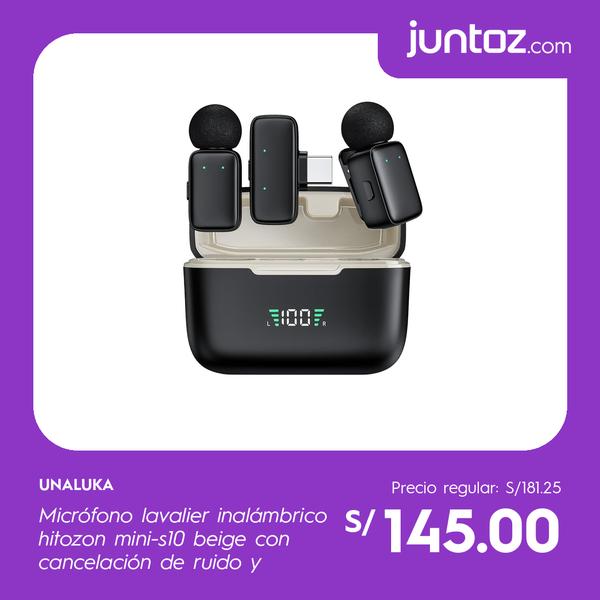 juntoz.com
L 100 R
UNALUKA
Micrófono lavalier inalámbrico
hitozon mini-s10 beige con
cancelación de ruido y
Precio regular: S/181.25
S/145.00